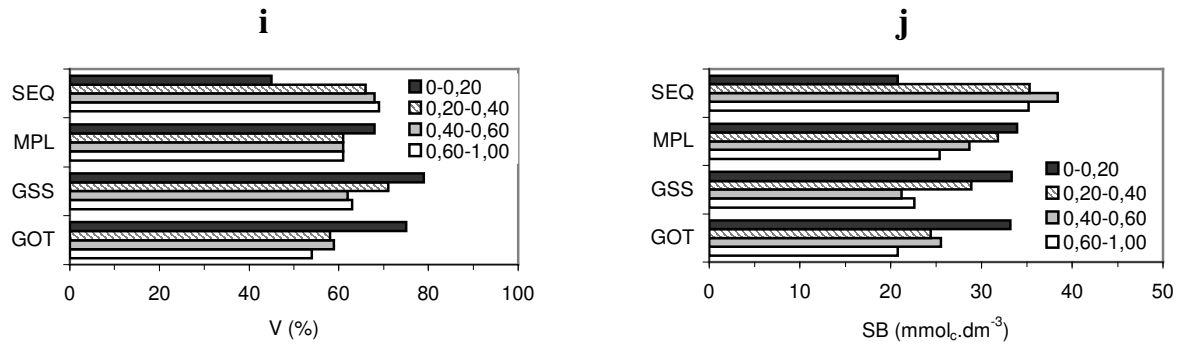 i
SEQ
MPL
GSS
GOT
0-0,20
0,20-0,40
0,40-0,60
0,60-1,00
0 20 40 60 80 100
V (%)
j
SEQ
MPL
GSS
GOT
0-0,20
0,20-0,40
0,40-0,60
0,60-1,00
0 10 20 30 40 50
SB (mmolc.dm-3)